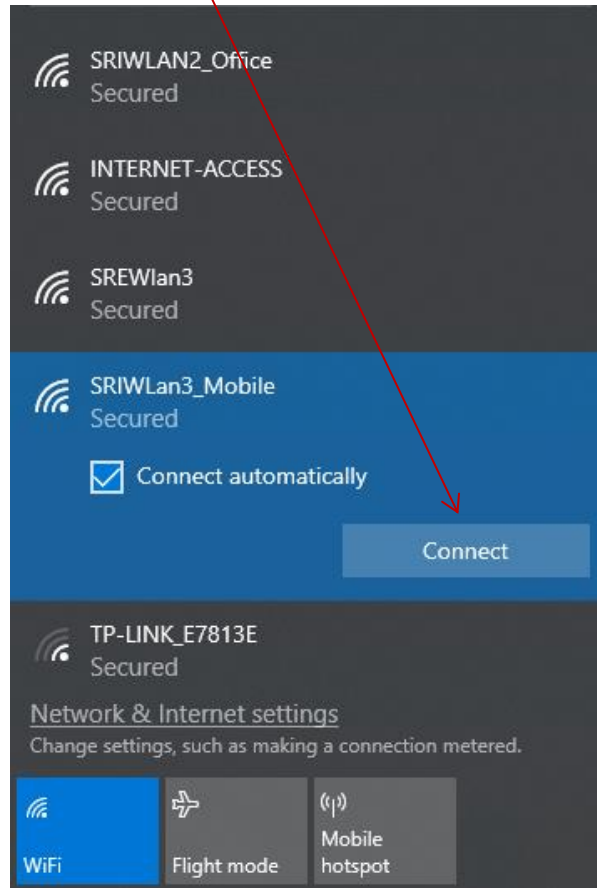 SRIWLAN2_Office
Secured
INTERNET-ACCESS
Secured
SREWlan3
Secured
SRIWLan3_Mobile
Secured
Connect automatically
Connect
TP-LINK_E7813E
Secured
Network & Internet settings
Change settings, such as making a connection metered.
WiFi
Flight mode
Mobile
hotspot